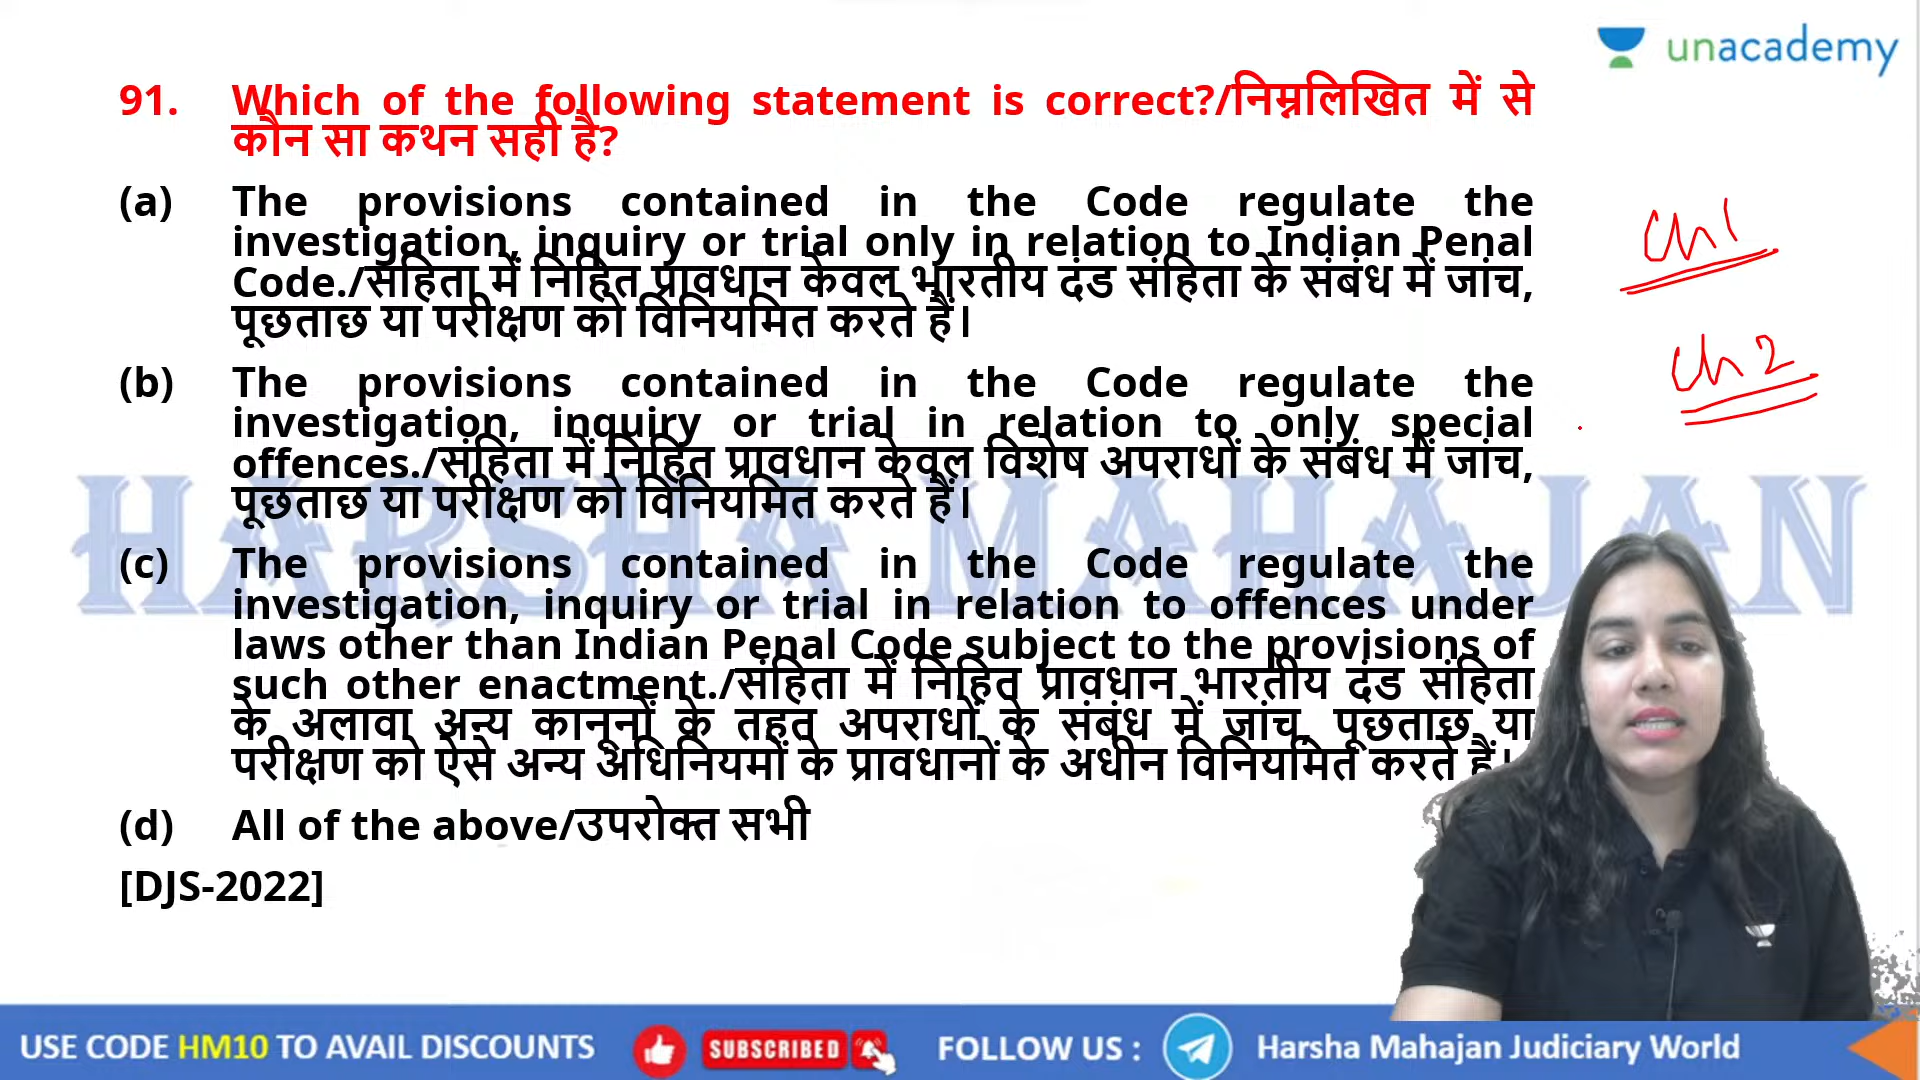 unacademy
91. Which of the following statement is correct?/निम्नलिखित में से
कौन सा कथन सही है?
(a) The provisions contained in the Code regulate the
investigation, inquiry or trial only in relation to Indian Penal
Code./संहिता में निहित प्रावधान केवल भारतीय दंड संहिता के संबंध में जांच,
पूछताछ या परीक्षण को विनियमित करते हैं।
(b) The provisions contained in the Code regulate the
investigation, inquiry or trial in relation to only special
offences./संहिता में निहित प्रावधान केवल विशेष अपराधों के संबंध में जांच,
पूछताछ या परीक्षण को विनियमित करते हैं।
(c) The provisions contained in the Code regulate the
investigation, inquiry or trial in relation to offences under
laws other than Indian Penal Code subject to the provisions of
such other enactment./संहिता में निहित प्रावधान भारतीय दंड संहिता
के अलावा अन्य कानूनों के तहत अपराधों के संबंध में जांच, पूछताछ या
परीक्षण को ऐसे अन्य अधिनियमों के प्रावधानों के अधीन विनियमित करते हैं।
(d) All of the above/उपरोक्त सभी
[DJS-2022]
Ch 1
Ch 2
HARSHA MAHAJAN
USE CODE HM10 TO AVAIL DISCOUNTS
SUBSCRIBED
FOLLOW US :
Harsha Mahajan Judiciary World